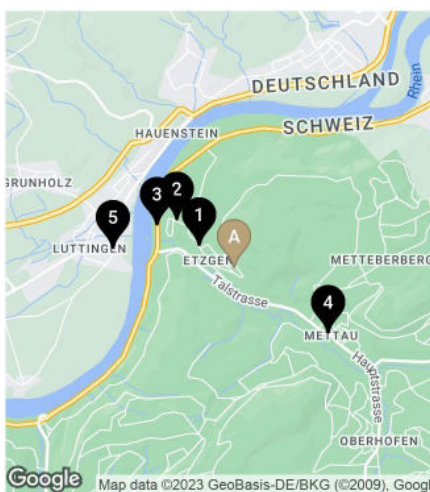 DEUTSCHLAND
Rhein
HAUENSTEIN
SCHWEIZ
GRUNHOLZ
2
3
1
5
A
LUTTINGEN
ETZGEN
METTEBERBERG
Talstrasse
4
METTAU
Hauptstrasse
OBERHOFEN
Google
Map data ©2023 GeoBasis-DE/BKG (©2009), Googl